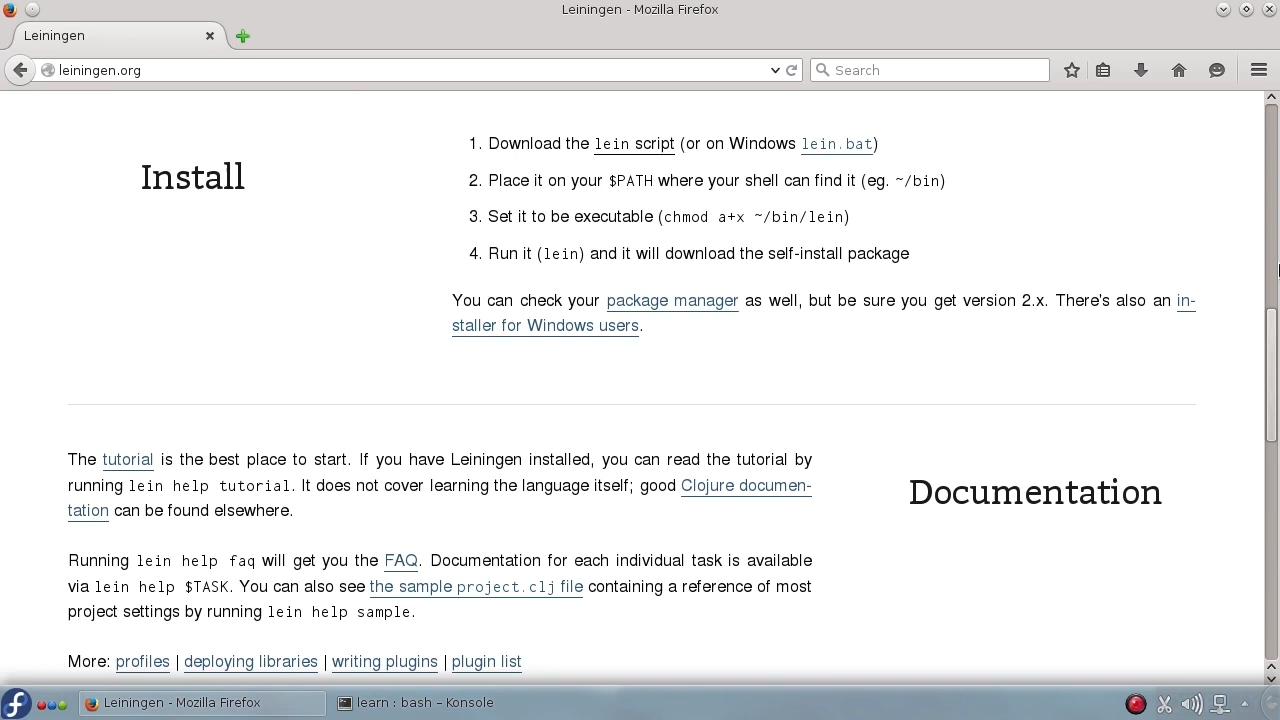 Leiningen - Mozilla Firefox
Leiningen
leiningen.org
Search
Install
1. Download the lein script (or on Windows lein.bat)
2. Place it on your $PATH where your shell can find it (eg. ~/bin)
3. Set it to be executable (chmod a+x ~/bin/lein)
4. Run it (lein) and it will download the self-install package
You can check your package manager as well, but be sure you get version 2.x. There's also an in-
staller for Windows users.
The tutorial is the best place to start. If you have Leiningen installed, you can read the tutorial by
running lein help tutorial. It does not cover learning the language itself; good Clojure documen-
tation can be found elsewhere.
Documentation
Running lein help faq will get you the FAQ. Documentation for each individual task is available
via lein help $TASK. You can also see the sample project.clj file containing a reference of most
project settings by running lein help sample.
More: profiles | deploying libraries | writing plugins | plugin list
Leiningen - Mozilla Firefox
learn : bash – Konsole